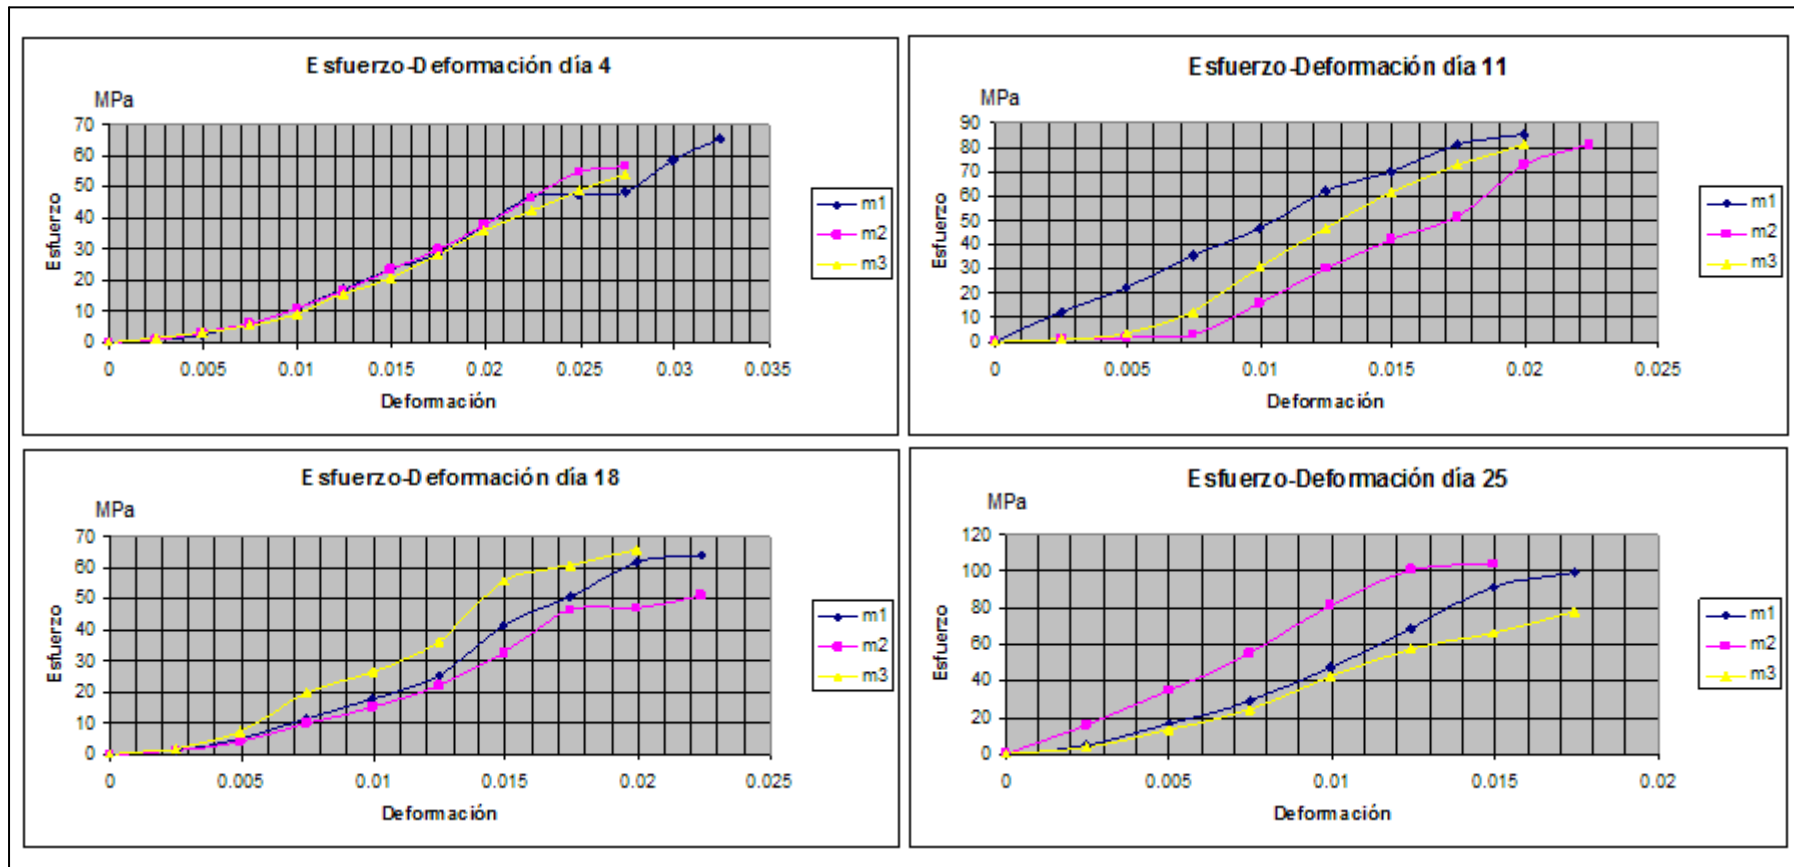 Esfuerzo-Deformación día 4
MPa
70
60
50
40
30
20
10
0
Esfuerzo
0 0.005 0.01 0.015 0.02 0.025 0.03 0.035
Deformación
m1
m2
m3
Esfuerzo-Deformación día 11
MPa
90
80
70
60
50
40
30
20
10
0
Esfuerzo
0 0.005 0.01 0.015 0.02 0.025
Deformación
m1
m2
m3
Esfuerzo-Deformación día 18
MPa
70
60
50
40
30
20
10
0
Esfuerzo
0 0.005 0.01 0.015 0.02 0.025
Deformación
m1
m2
m3
Esfuerzo-Deformación día 25
MPa
120
100
80
60
40
20
0
Esfuerzo
0 0.005 0.01 0.015 0.02
Deformación
m1
m2
m3